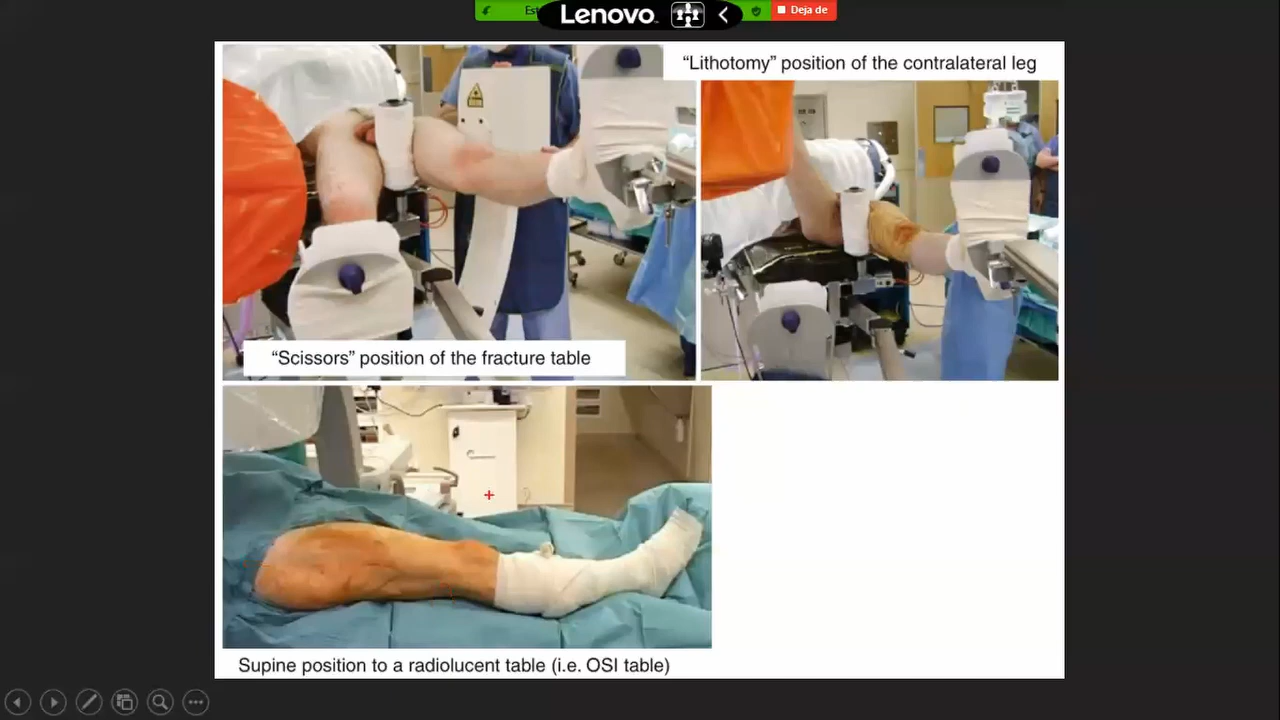 Est
Lenovo
Deja de
"Lithotomy" position of the contralateral leg
"Scissors" position of the fracture table
Supine position to a radiolucent table (i.e. OSI table)